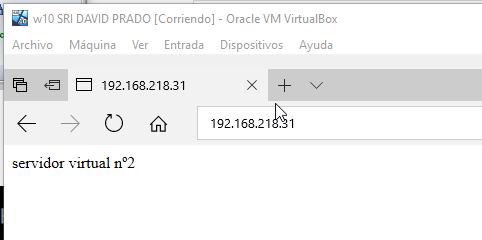 w10 SRI DAVID PRADO [Corriendo] - Oracle VM VirtualBox
Archivo Máquina Ver Entrada Dispositivos Ayuda
192.168.218.31
192.168.218.31
servidor virtual nº2